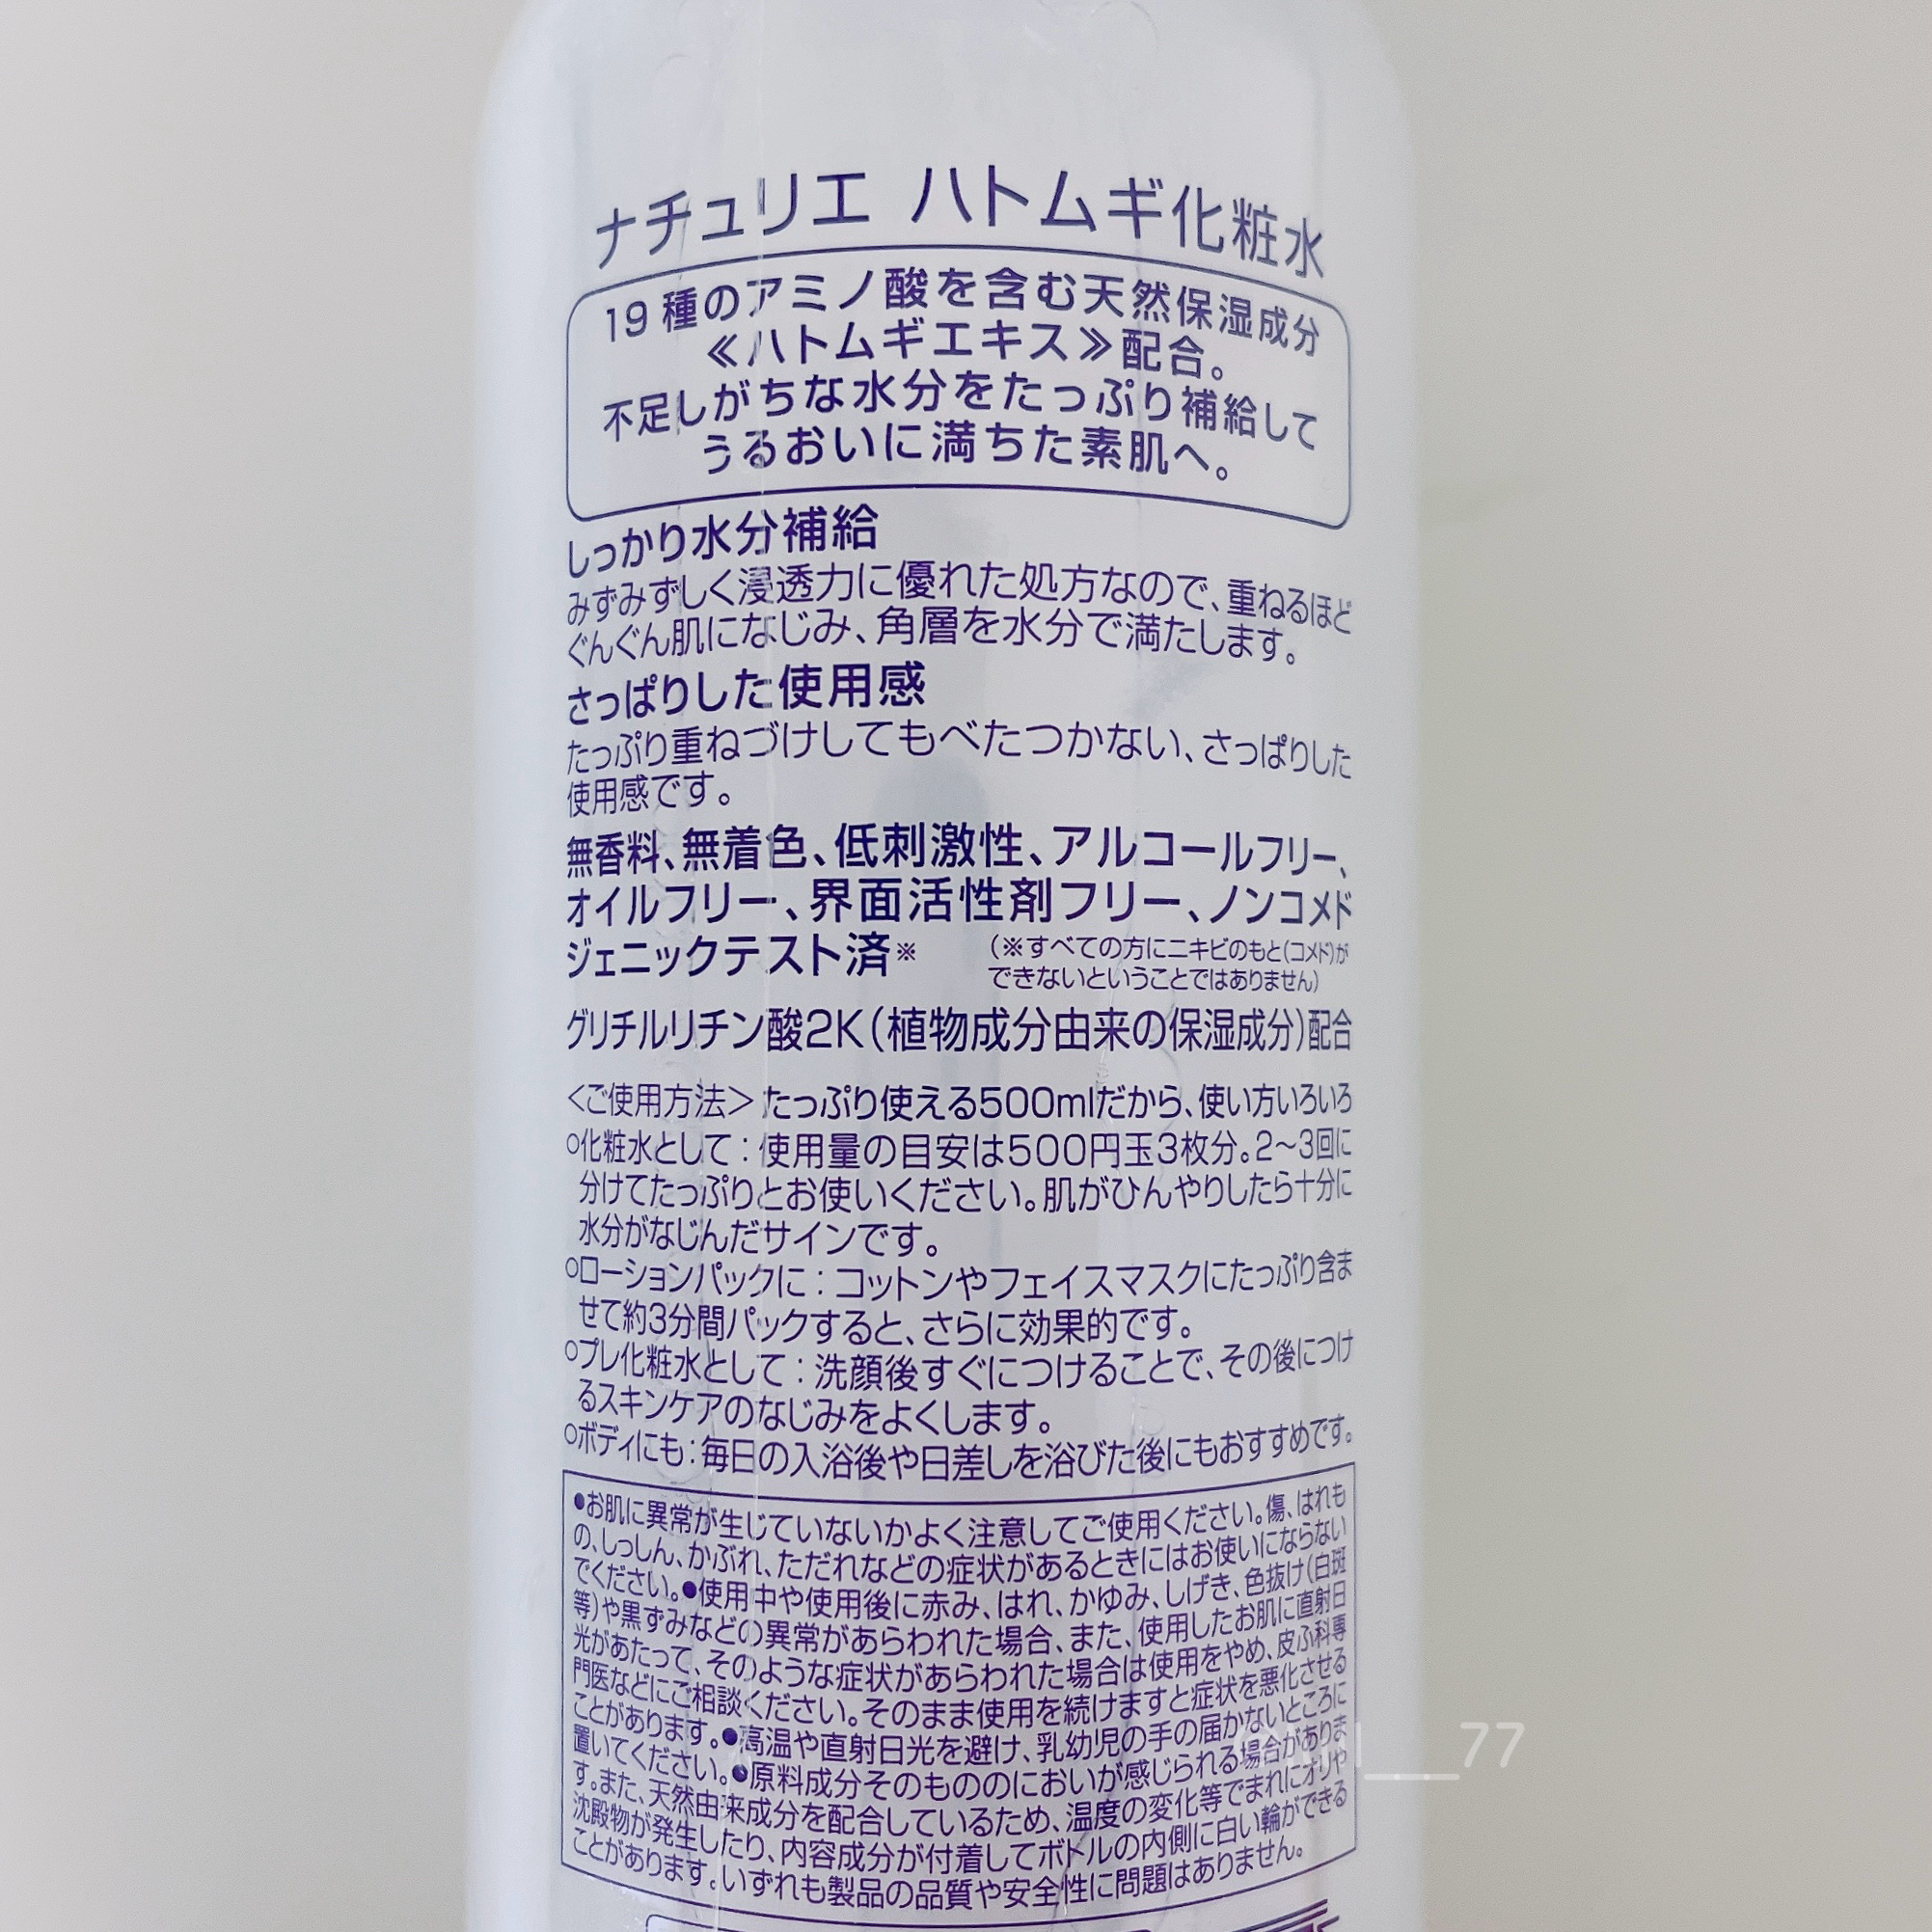 ナチュリエ ハトムギ化粧水
19種のアミノ酸を含む天然保湿成分
≪ハトムギエキス≫配合。
不足しがちな水分をたっぷり補給して
うるおいに満ちた素肌へ。
しっかり水分補給
みずみずしく浸透力に優れた処方なので、重ねるほど
ぐんぐん肌になじみ、角層を水分で満たします。
さっぱりした使用感
たっぷり重ねづけしてもべたつかない、さっぱりした
使用感です。
無香料、無着色、低刺激性、アルコールフリー、
オイルフリー、界面活性剤フリー、ノンコメド
ジェニックテスト済※
(※すべての方にニキビのもと(コメド)が
できないということではありません)
グリチルリチン酸2K(植物成分由来の保湿成分)配合
<ご使用方法>たっぷり使える500mlだから、使い方いろいろ
○化粧水として:使用量の目安は500円玉3枚分。2〜3回に
分けてたっぷりとお使いください。肌がひんやりしたら十分に
水分がなじんだサインです。
○ローションパックに:コットンやフェイスマスクにたっぷり含ま
せて約3分間パックすると、さらに効果的です。
○プレ化粧水として:洗顔後すぐにつけることで、その後につけ
るスキンケアのなじみをよくします。
○ボディにも:毎日の入浴後や日差しを浴びた後にもおすすめです。
●お肌に異常が生じていないかよく注意してご使用ください。傷、はれも
の、しっしん、かぶれ、ただれなどの症状があるときにはお使いにならない
でください。●使用中や使用後に赤み、はれ、かゆみ、しげき、色抜け(白斑
等)や黒ずみなどの異常があらわれた場合、また、使用したお肌に直射日
光があたって、そのような症状があらわれた場合は使用をやめ、皮ふ科専
門医などにご相談ください。そのまま使用を続けますと症状を悪化させる
ことがあります。●高温や直射日光を避け、乳幼児の手の届かないところに
置いてください。●原料成分そのもののにおいが感じられる場合がありま
す。また、天然由来成分を配合しているため、温度の変化等でまれにオリや
沈殿物が発生したり、内容成分が付着してボトルの内側に白い輪ができる
ことがあります。いずれも製品の品質や安全性に問題はありません。